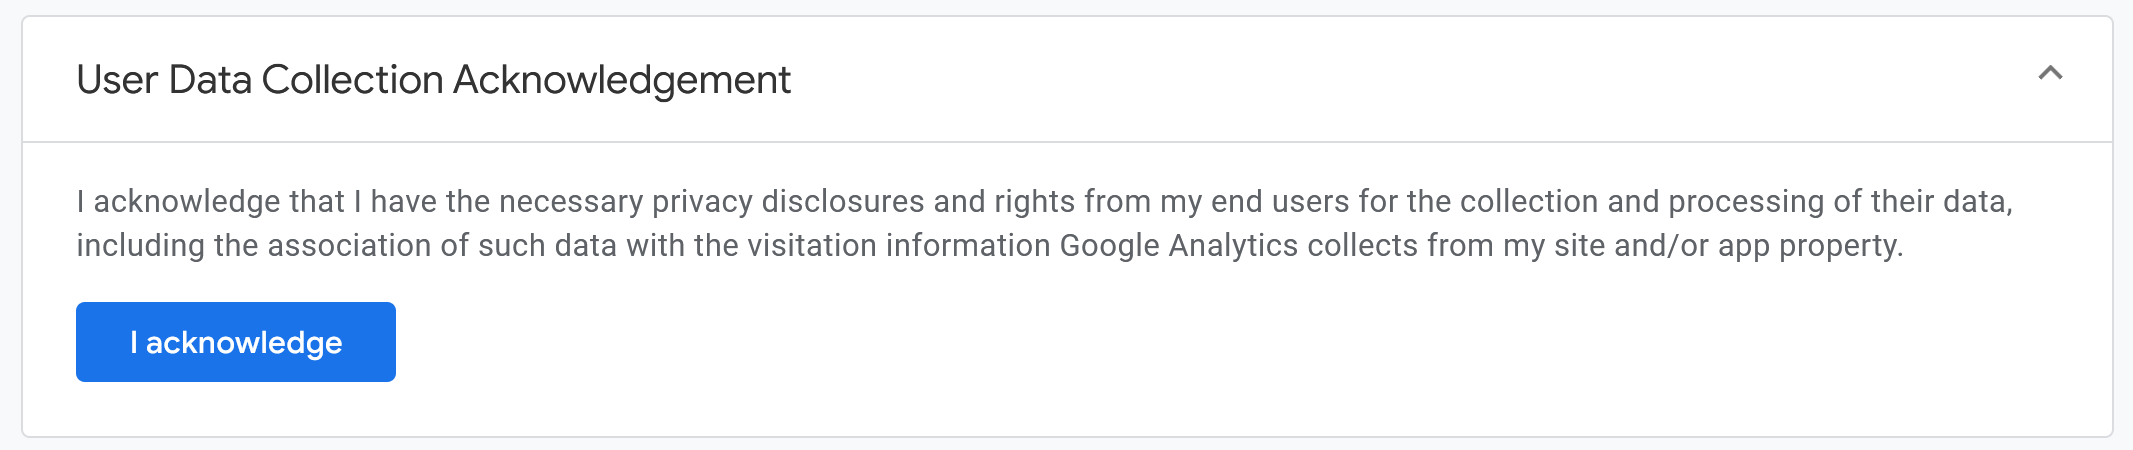 User Data Collection Acknowledgement
I acknowledge that I have the necessary privacy disclosures and rights from my end users for the collection and processing of their data,
including the association of such data with the visitation information Google Analytics collects from my site and/or app property.
I acknowledge